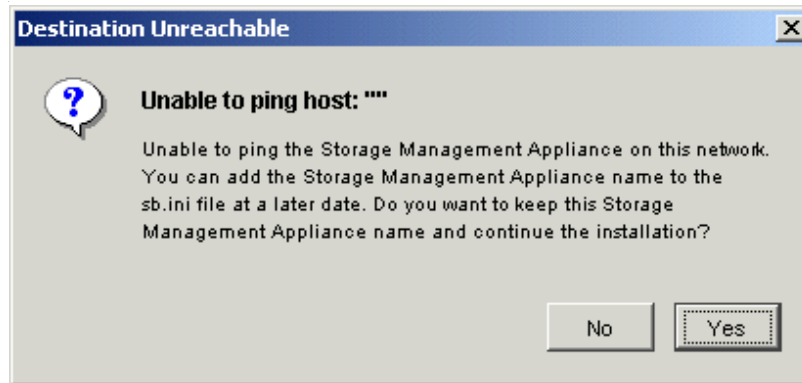 Destination Unreachable
Unable to ping host: ""
Unable to ping the Storage Management Appliance on this network.
You can add the Storage Management Appliance name to the
sb.ini file at a later date. Do you want to keep this Storage
Management Appliance name and continue the installation?
No
Yes